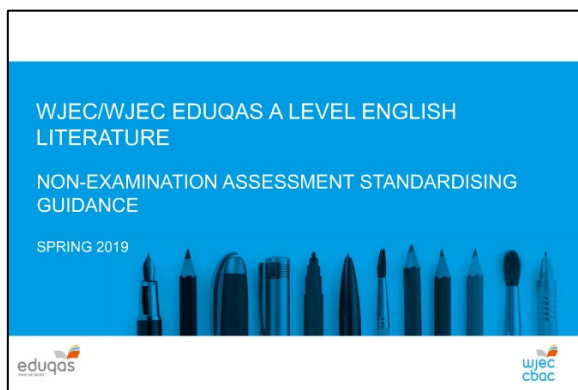 WJEC/WJEC EDUQAS A LEVEL ENGLISH
LITERATURE
NON-EXAMINATION ASSESSMENT STANDARDISING
GUIDANCE
SPRING 2019
eduqas
wjec
cbac